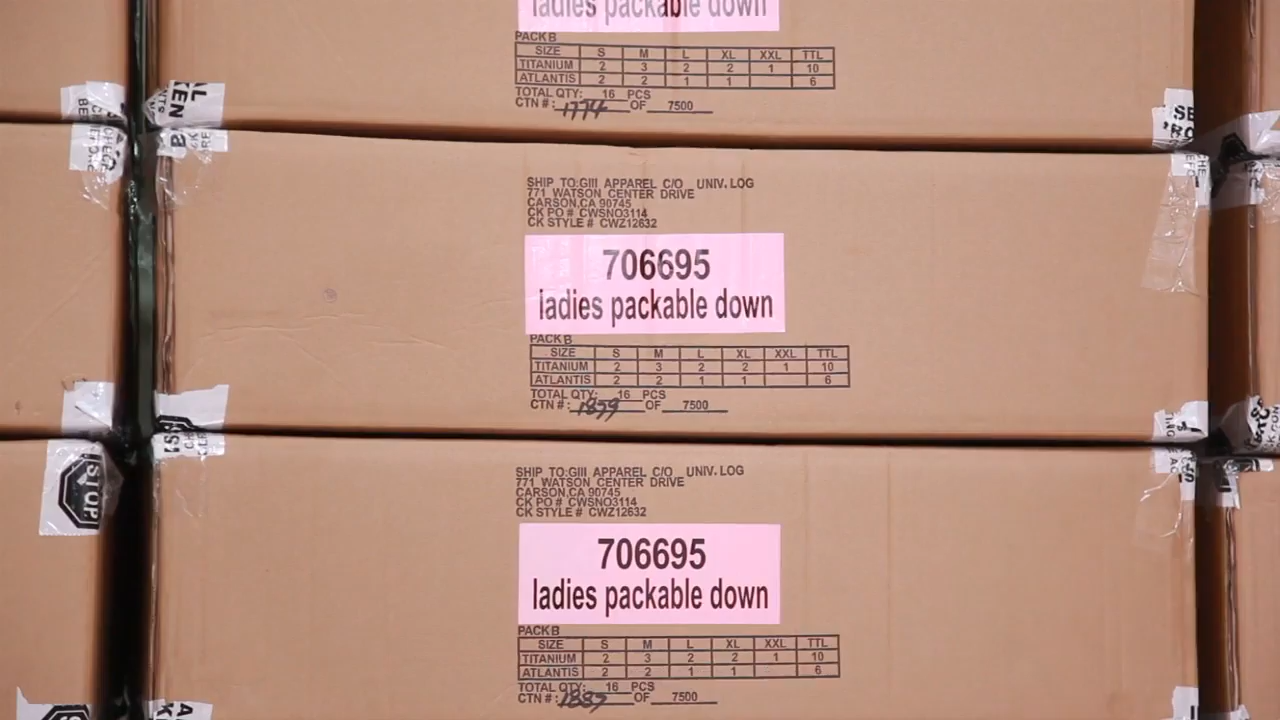 ladies packable down
PACK B
SIZE S M L XL XXL TTL
TITANIUM 2 3 2 2 1 10
ATLANTIS 2 2 1 1 6
TOTAL QTY: 16 PCS
CTN #: 1774 OF 7500
SHIP TO:GIII APPAREL C/O UNIV. LOG
771 WATSON CENTER DRIVE
CARSON,CA 90745
CK PO # CWSNO3114
CK STYLE # CWZ12632
706695
ladies packable down
PACK B
SIZE S M L XL XXL TTL
TITANIUM 2 3 2 2 1 10
ATLANTIS 2 2 1 1 6
TOTAL QTY: 16 PCS
CTN #: 1859 OF 7500
STOP
SHIP TO:GIII APPAREL C/O UNIV. LOG
771 WATSON CENTER DRIVE
CARSON,CA 90745
CK PO # CWSNO3114
CK STYLE # CWZ12632
706695
ladies packable down
PACK B
SIZE S M L XL XXL TTL
TITANIUM 2 3 2 2 1 10
ATLANTIS 2 2 1 1 6
TOTAL QTY: 16 PCS
CTN #: OF 7500